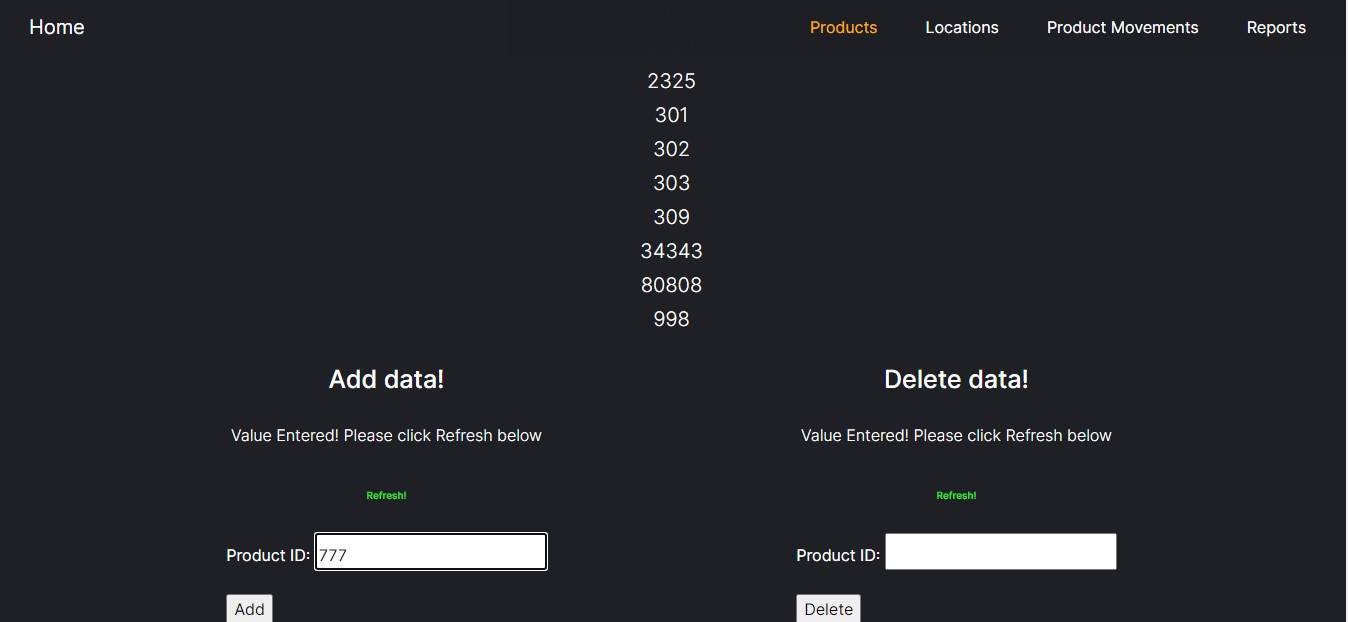 Home Products Locations Product Movements Reports
2325
301
302
303
309
34343
80808
998
Add data! Delete data!
Value Entered! Please click Refresh below Value Entered! Please click Refresh below
Refresh! Refresh!
Product ID: 777 Product ID:
Add Delete